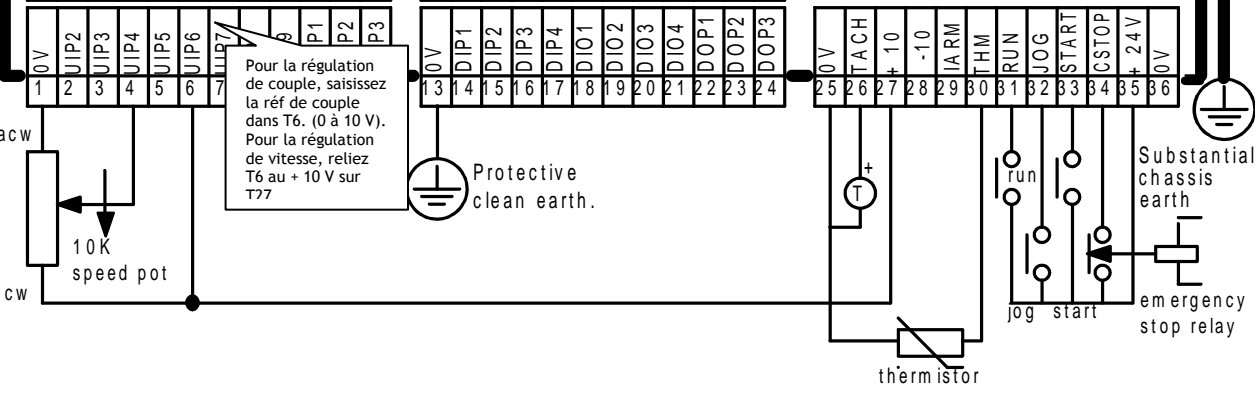 0V UIP2 UIP3 UIP4 UIP5 UIP6 UIP7 9 P1 P2 P3
1 2 3 4 5 6 7
0V DIP1 DIP2 DIP3 DIP4 DIO1 DIO2 DIO3 DIO4 DOP1 DOP2 DOP3
13 14 15 16 17 18 19 20 21 22 23 24
0V TACH +10 -10 IARM THM RUN JOG START CSTOP +24V 0V
25 26 27 28 29 30 31 32 33 34 35 36
Pour la régulation
de couple, saisissez
la réf de couple
dans T6. (0 à 10 V).
Pour la régulation
de vitesse, reliez
T6 au + 10 V sur
T27
acw
10K
speed pot
cw
Protective
clean earth.
+
T
run
jog start
Substantial
chassis
earth
emergency
stop relay
thermistor